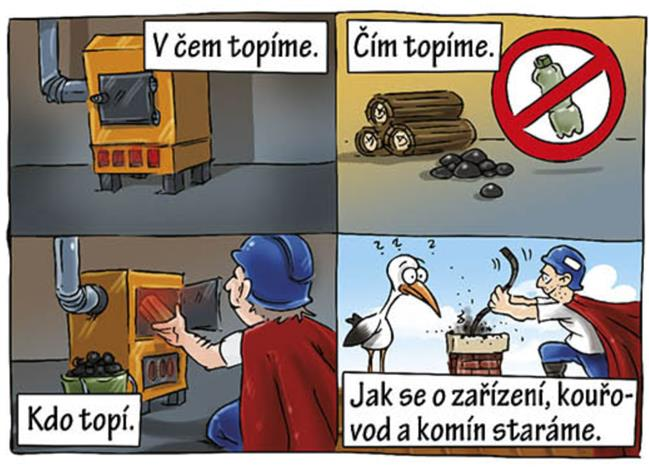 V čem topíme.
Čím topíme.
Kdo topí.
Jak se o zařízení, kouřo-
vod a komín staráme.